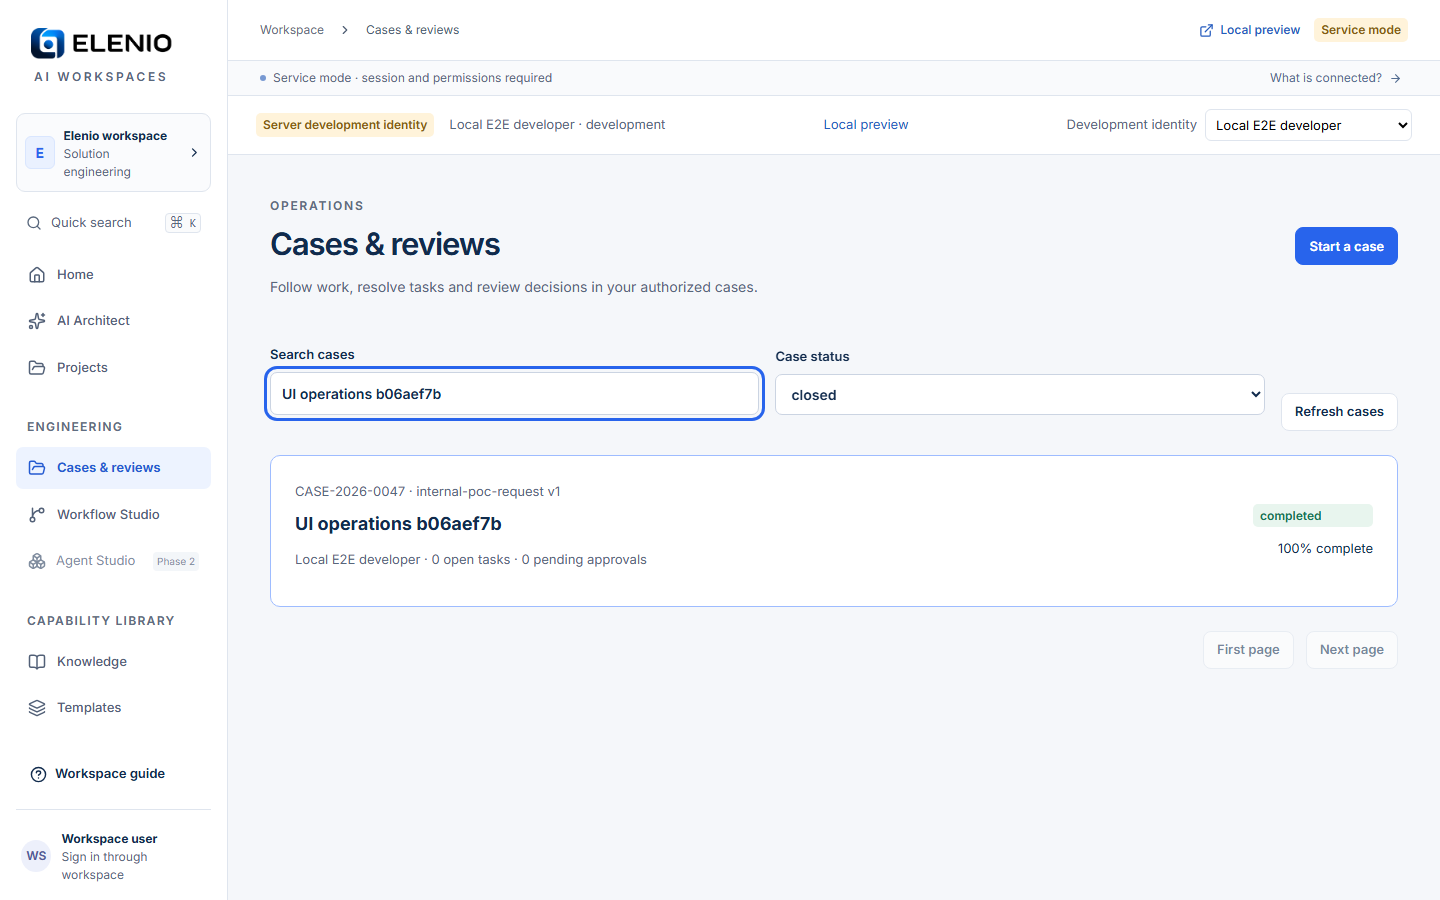 ELENIO
AI WORKSPACES
E
Elenio workspace
Solution
engineering
Quick search
⌘ K
Home
AI Architect
Projects
ENGINEERING
Cases & reviews
Workflow Studio
Agent Studio
Phase 2
CAPABILITY LIBRARY
Knowledge
Templates
Workspace guide
WS
Workspace user
Sign in through
workspace
Workspace
Cases & reviews
Local preview
Service mode
Service mode · session and permissions required
What is connected? →
Server development identity
Local E2E developer · development
Local preview
Development identity
Local E2E developer
OPERATIONS
Cases & reviews
Start a case
Follow work, resolve tasks and review decisions in your authorized cases.
Search cases
UI operations b06aef7b
Case status
closed
Refresh cases
CASE-2026-0047 · internal-poc-request v1
UI operations b06aef7b
Local E2E developer · 0 open tasks · 0 pending approvals
completed
100% complete
First page
Next page